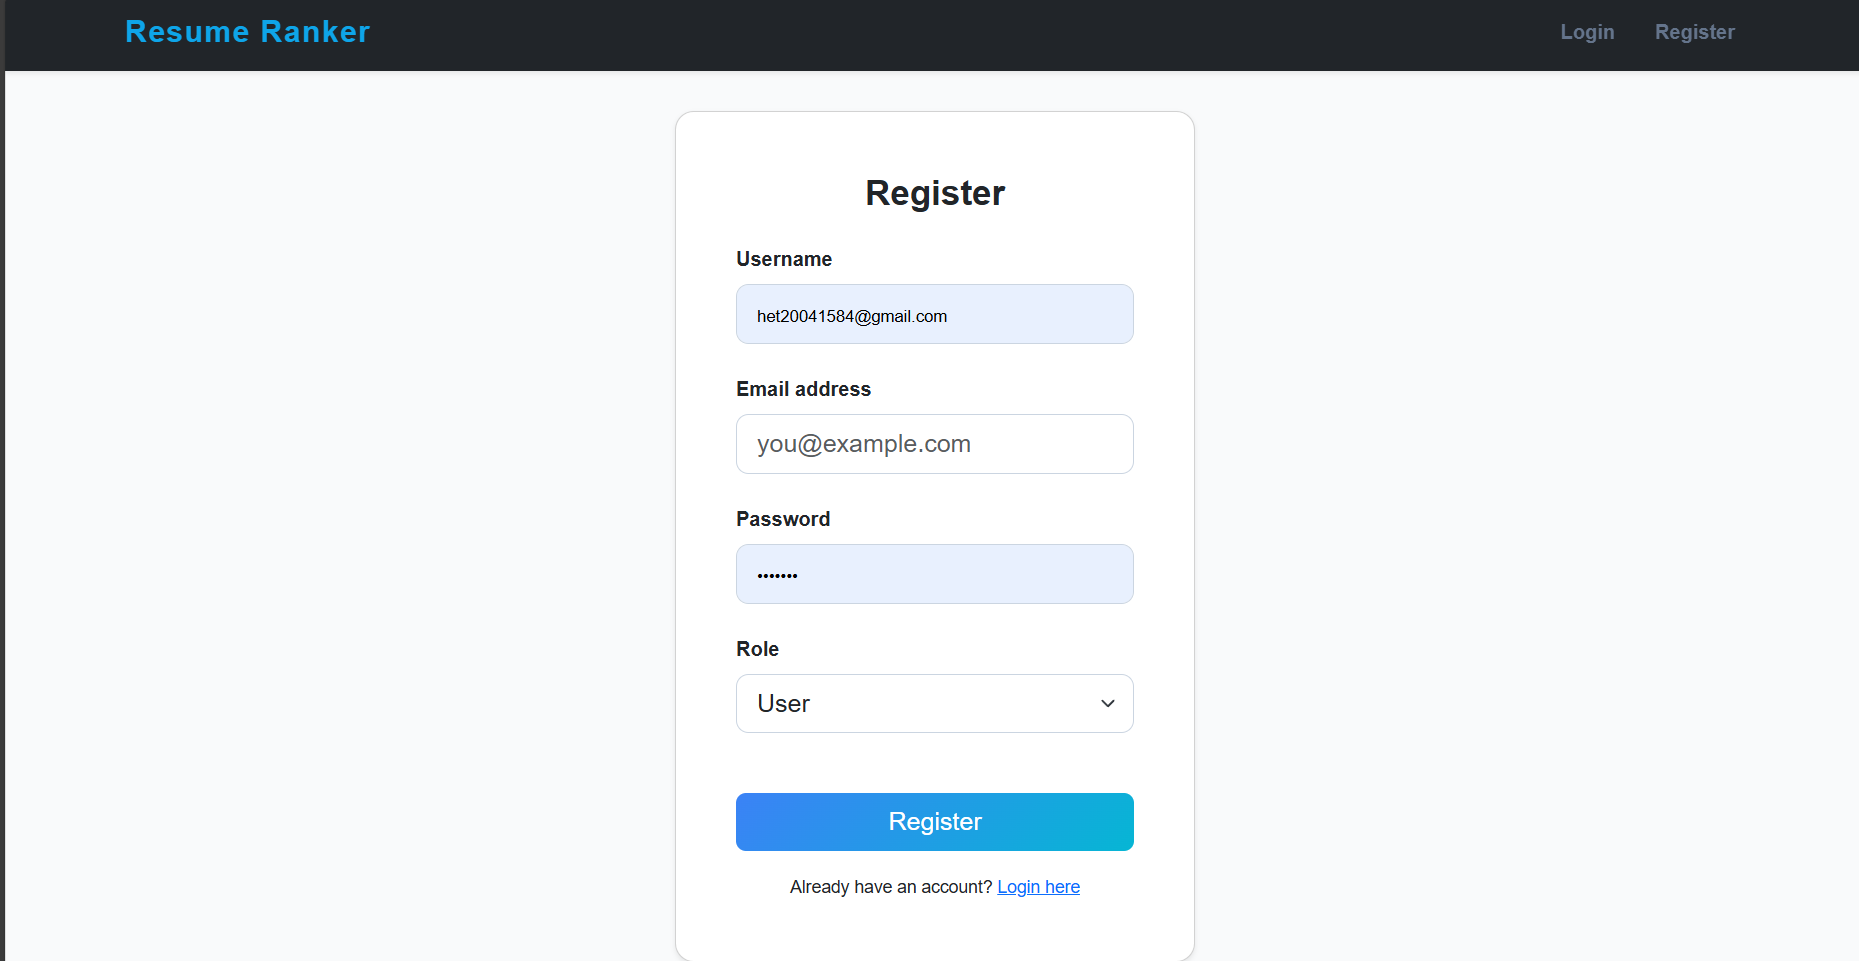 Resume Ranker
Login
Register
Register
Username
het20041584@gmail.com
Email address
you@example.com
Password
•••••••
Role
User
Register
Already have an account? Login here